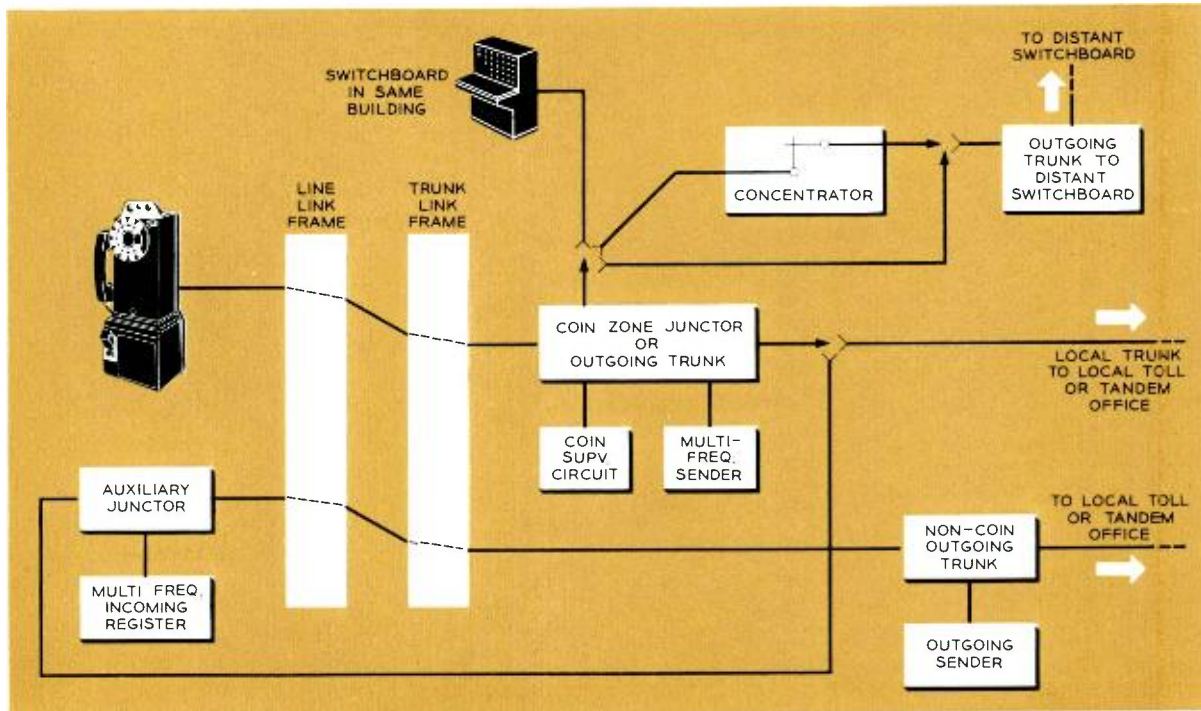 TO DISTANT
SWITCHBOARD
SWITCHBOARD
IN SAME
BUILDING
OUTGOING
TRUNK TO
DISTANT
SWITCHBOARD
CONCENTRATOR
LINE
LINK
FRAME
TRUNK
LINK
FRAME
COIN ZONE JUNCTOR
OR
OUTGOING TRUNK
LOCAL TRUNK
TO LOCAL TOLL
OR TANDEM
OFFICE
COIN
SUPV.
CIRCUIT
MULTI-
FREQ.
SENDER
AUXILIARY
JUNCTOR
TO LOCAL TOLL
OR TANDEM
OFFICE
NON-COIN
OUTGOING
TRUNK
MULTI FREQ.
INCOMING
REGISTER
OUTGOING
SENDER